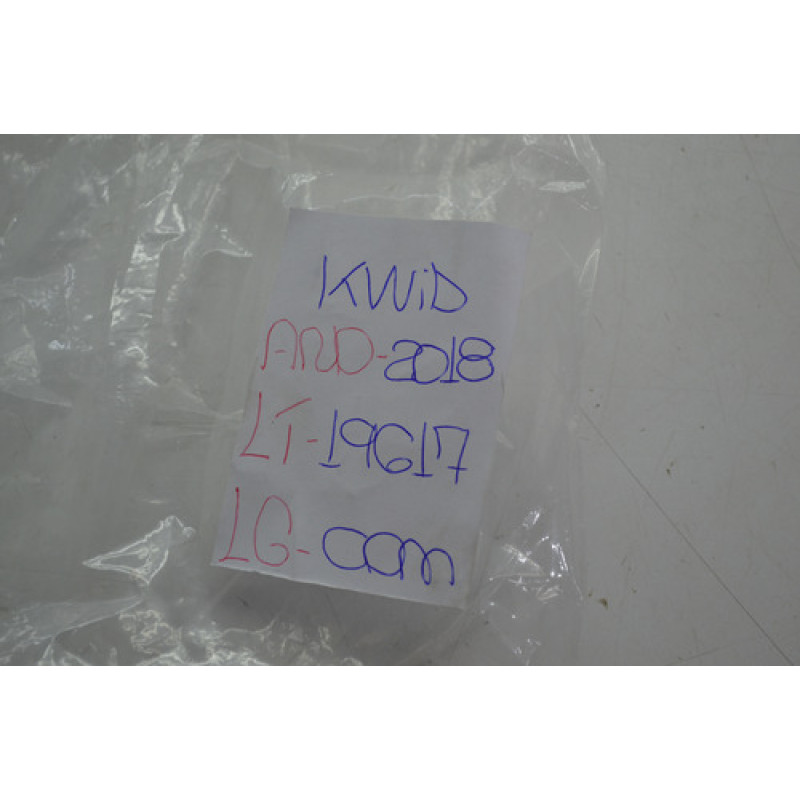 KWiD
ANO-2018
LT-19617
LG-COM